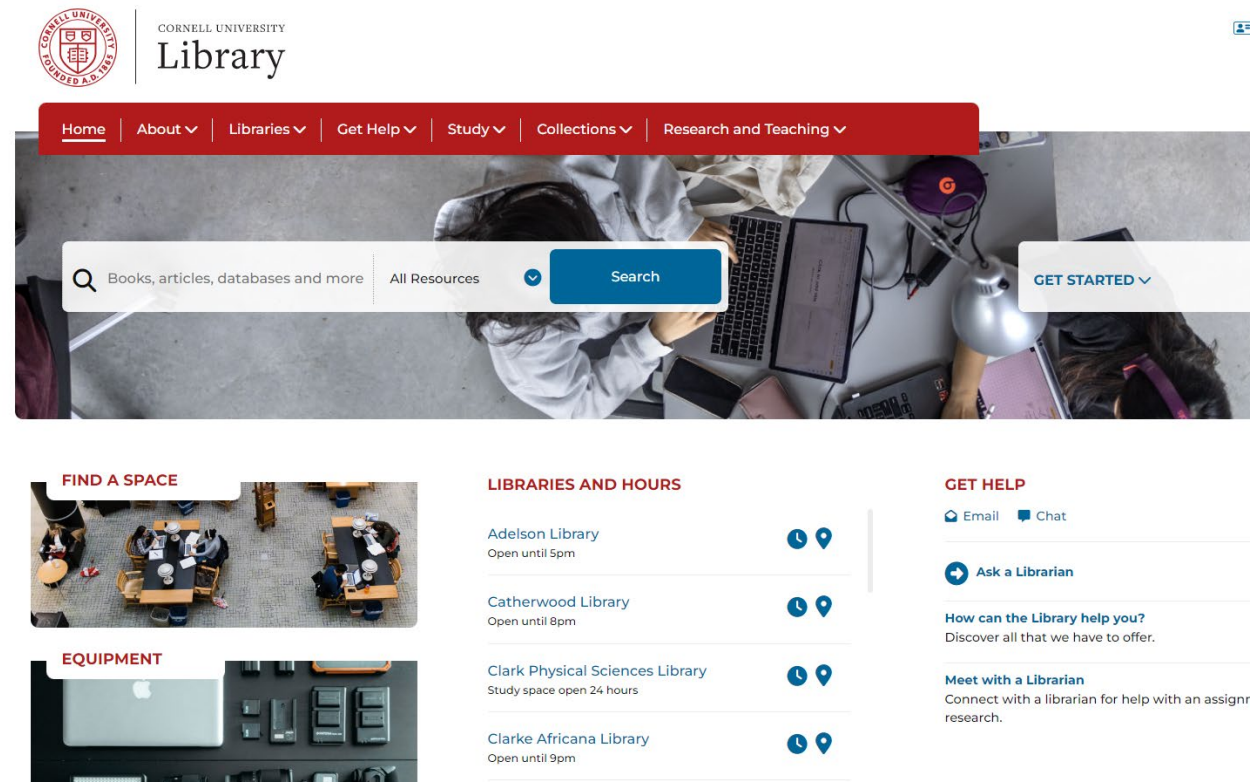 CORNELL UNIVERSITY
Library
CORNELL UNIVERSITY
FOUNDED A.D. 1865
Home
About
Libraries
Get Help
Study
Collections
Research and Teaching
Books, articles, databases and more
All Resources
Search
GET STARTED
FIND A SPACE
EQUIPMENT
LIBRARIES AND HOURS
Adelson Library
Open until 5pm
Catherwood Library
Open until 8pm
Clark Physical Sciences Library
Study space open 24 hours
Clarke Africana Library
Open until 9pm
GET HELP
Email
Chat
Ask a Librarian
How can the Library help you?
Discover all that we have to offer.
Meet with a Librarian
Connect with a librarian for help with an
research.